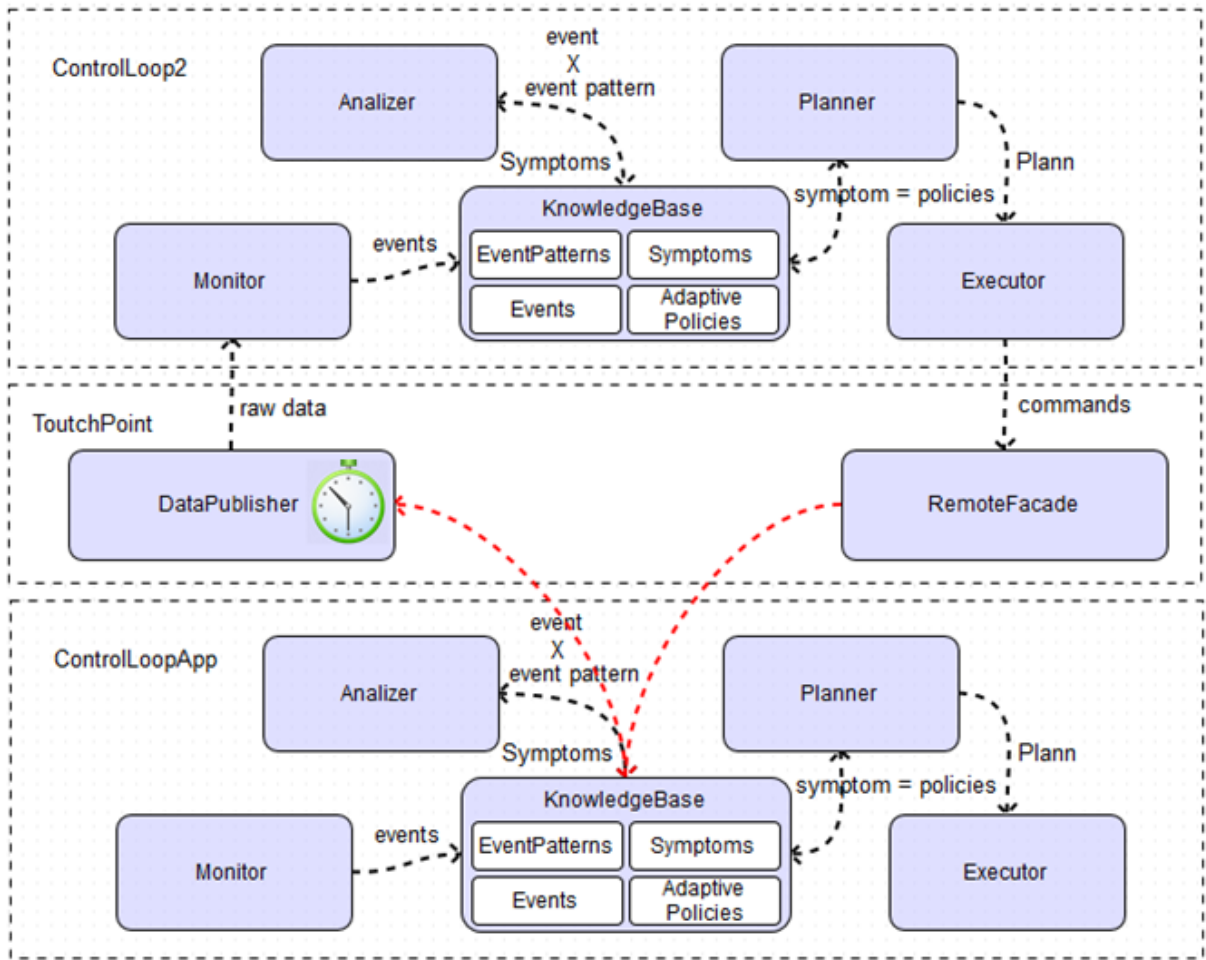 ControlLoop2
Analizer
event
X
event pattern
Planner
Symptoms
Plann
symptom = policies
KnowledgeBase
EventPatterns
Symptoms
Events
Adaptive
Policies
events
Monitor
Executor
raw data
commands
ToutchPoint
DataPublisher
RemoteFacade
ControlLoopApp
Analizer
event
X
event pattern
Planner
Symptoms
Plann
symptom = policies
KnowledgeBase
EventPatterns
Symptoms
Events
Adaptive
Policies
events
Monitor
Executor